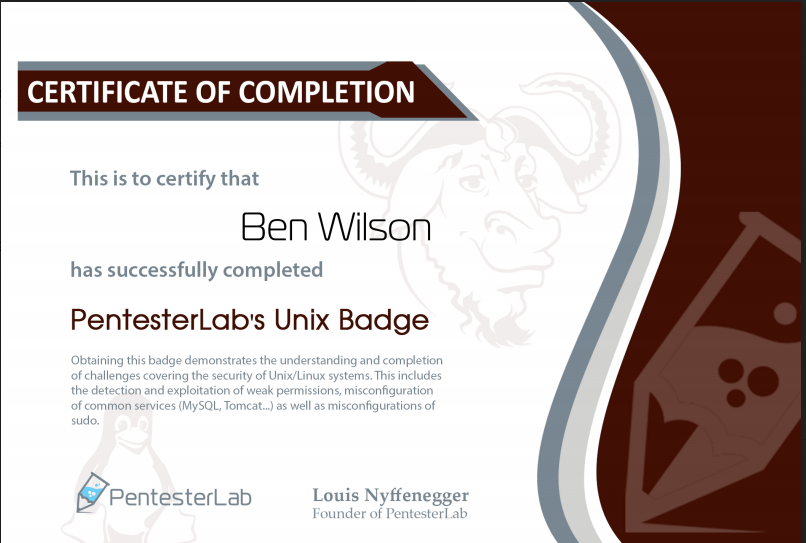 CERTIFICATE OF COMPLETION
This is to certify that
Ben Wilson
has successfully completed
PentesterLab's Unix Badge
Obtaining this badge demonstrates the understanding and completion
of challenges covering the security of Unix/Linux systems. This includes
the detection and exploitation of weak permissions, misconfiguration
of common services (MySQL, Tomcat...) as well as misconfigurations of
sudo.
PentesterLab
Louis Nyffenegger
Founder of PentesterLab